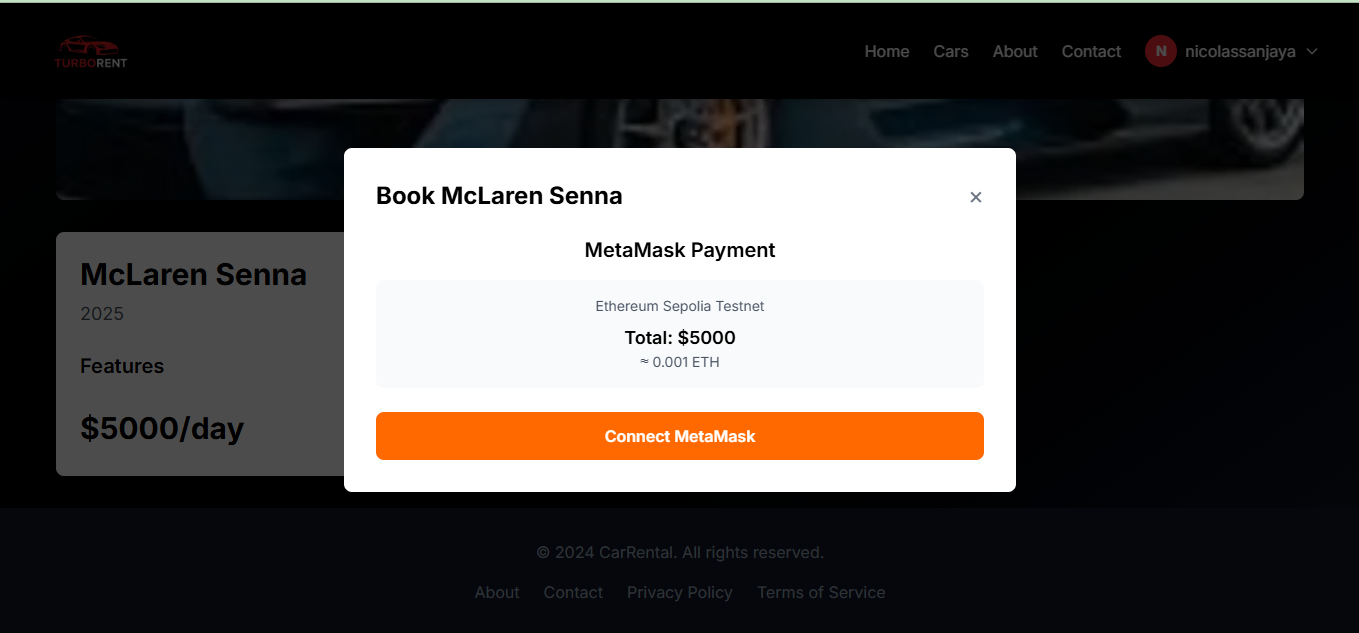 TURBORENT
Home Cars About Contact N nicolassanjaya
Book McLaren Senna ×
MetaMask Payment
Ethereum Sepolia Testnet
Total: $5000
≈ 0.001 ETH
Connect MetaMask
McLaren Senna
2025
Features
$5000/day
© 2024 CarRental. All rights reserved.
About Contact Privacy Policy Terms of Service